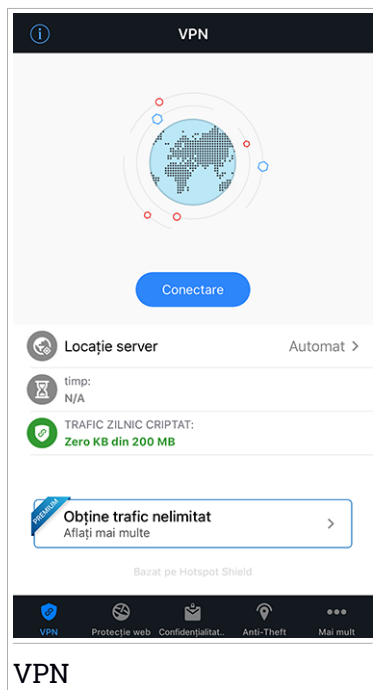 VPN
Conectare
Locație server
Automat >
timp:
N/A
TRAFIC ZILNIC CRIPTAT:
Zero KB din 200 MB
PREMIUM
Obține trafic nelimitat
Aflați mai multe
Bazat pe Hotspot Shield
VPN
Protecție web
Confidențialitat..
Anti-Theft
Mai mult
VPN